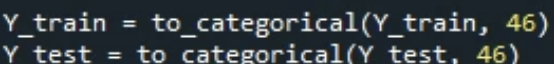 Y_train = to_categorical(Y_train, 46)
Y_test = to_categorical(Y_test, 46)